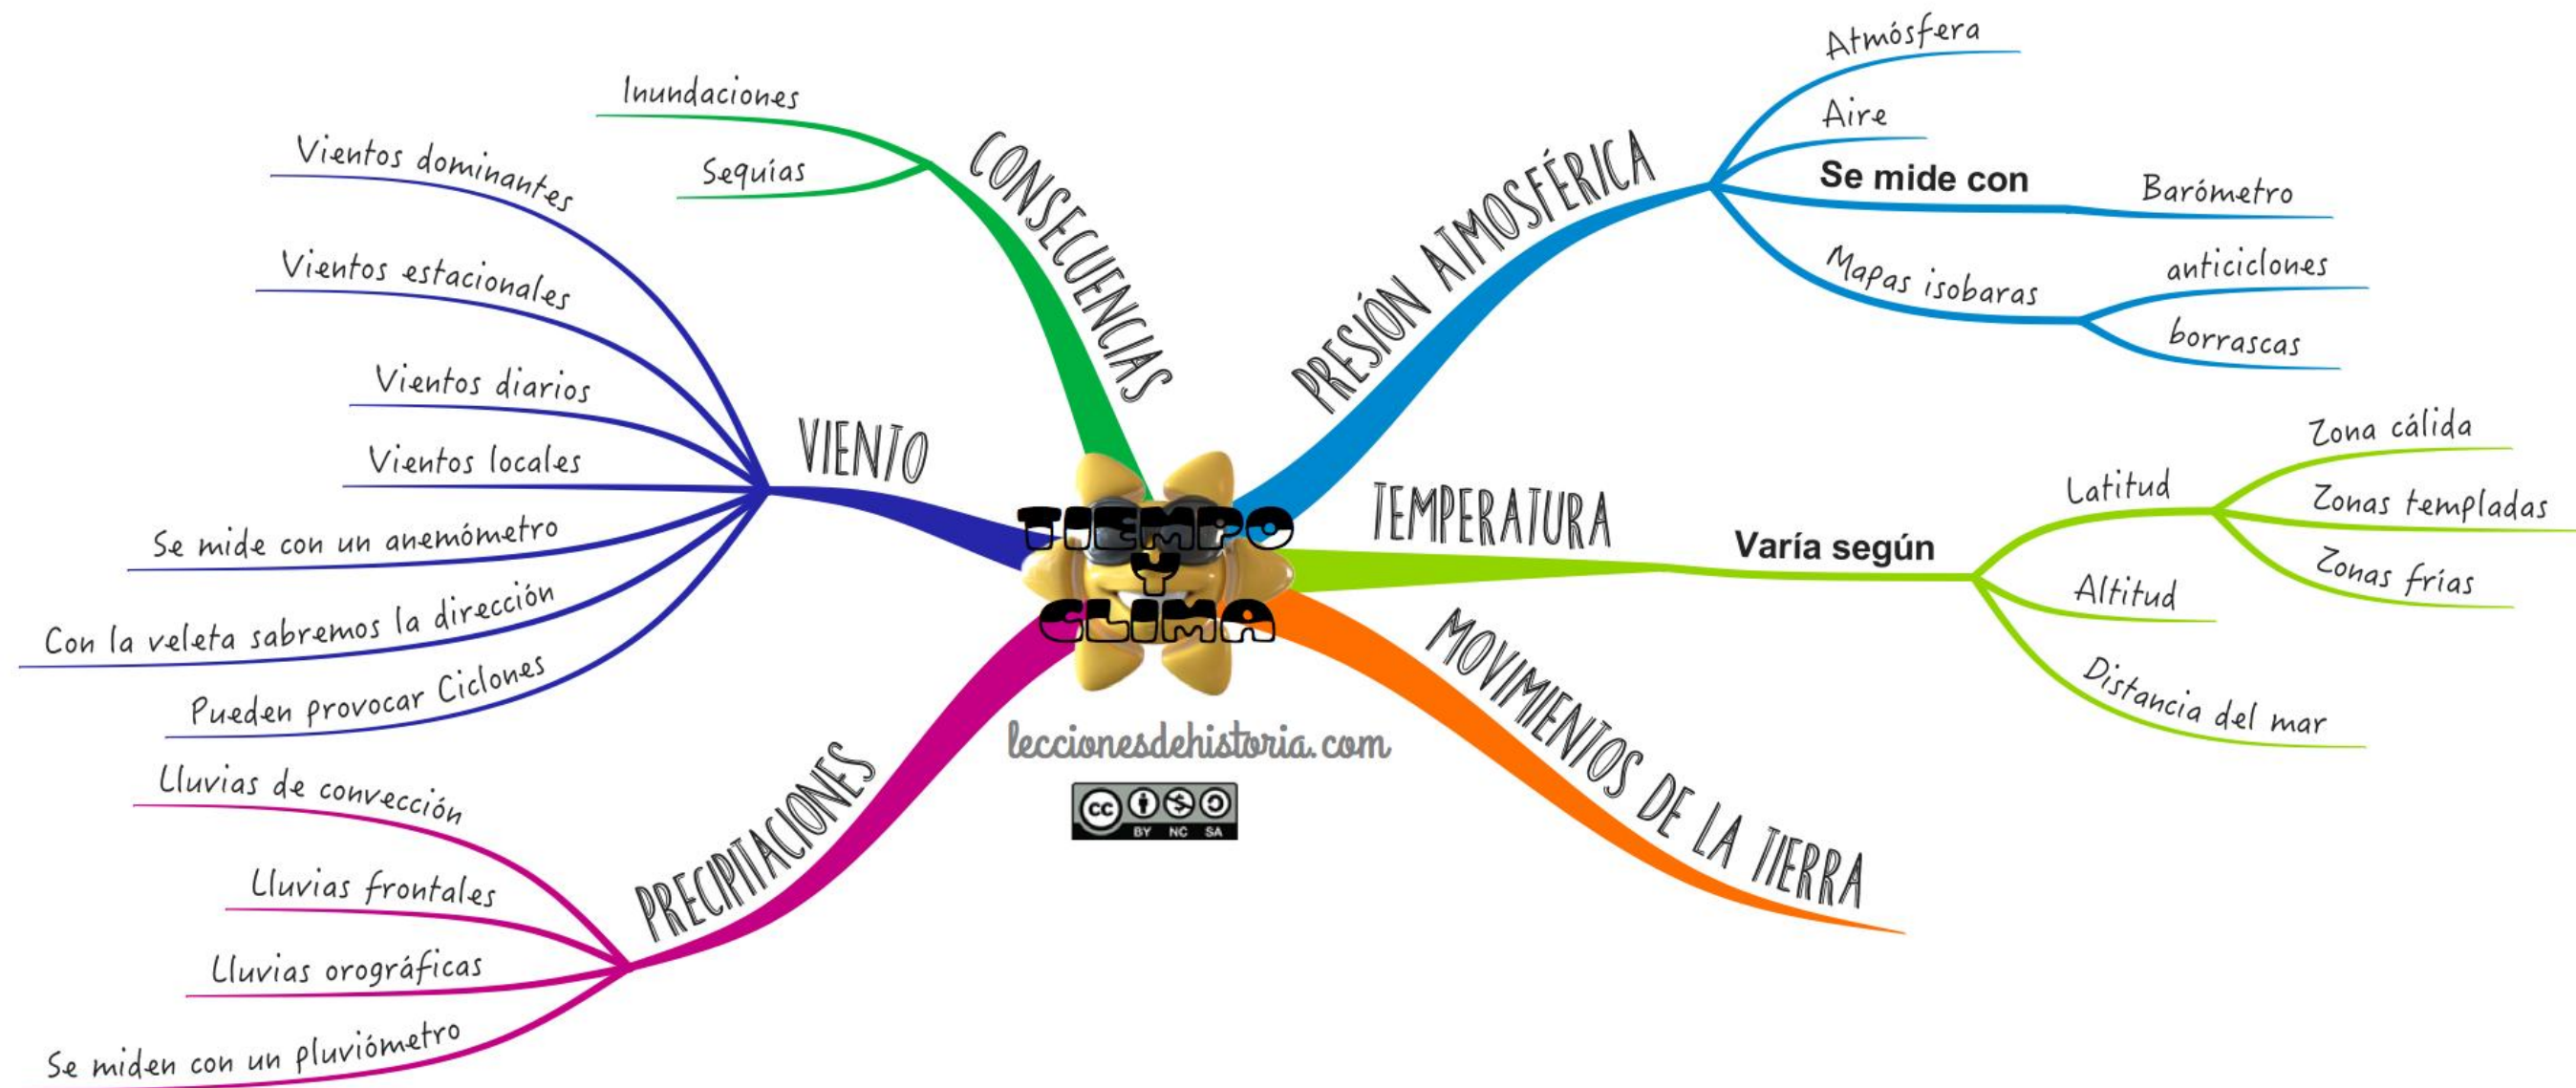 TIEMPO
Y
CLIMA
leccionesdehistoria.com
cc
BY NC SA
PRESIÓN ATMOSFÉRICA
Atmósfera
Aire
Se mide con
Barómetro
Mapas isobaras
anticiclones
borrascas
TEMPERATURA
Varía según
Latitud
Zona cálida
Zonas templadas
Zonas frías
Altitud
Distancia del mar
MOVIMIENTOS DE LA TIERRA
CONSECUENCIAS
Inundaciones
Sequías
VIENTO
Vientos dominantes
Vientos estacionales
Vientos diarios
Vientos locales
Se mide con un anemómetro
Con la veleta sabremos la dirección
Pueden provocar Ciclones
PRECIPITACIONES
Lluvias de convección
Lluvias frontales
Lluvias orográficas
Se miden con un pluviómetro